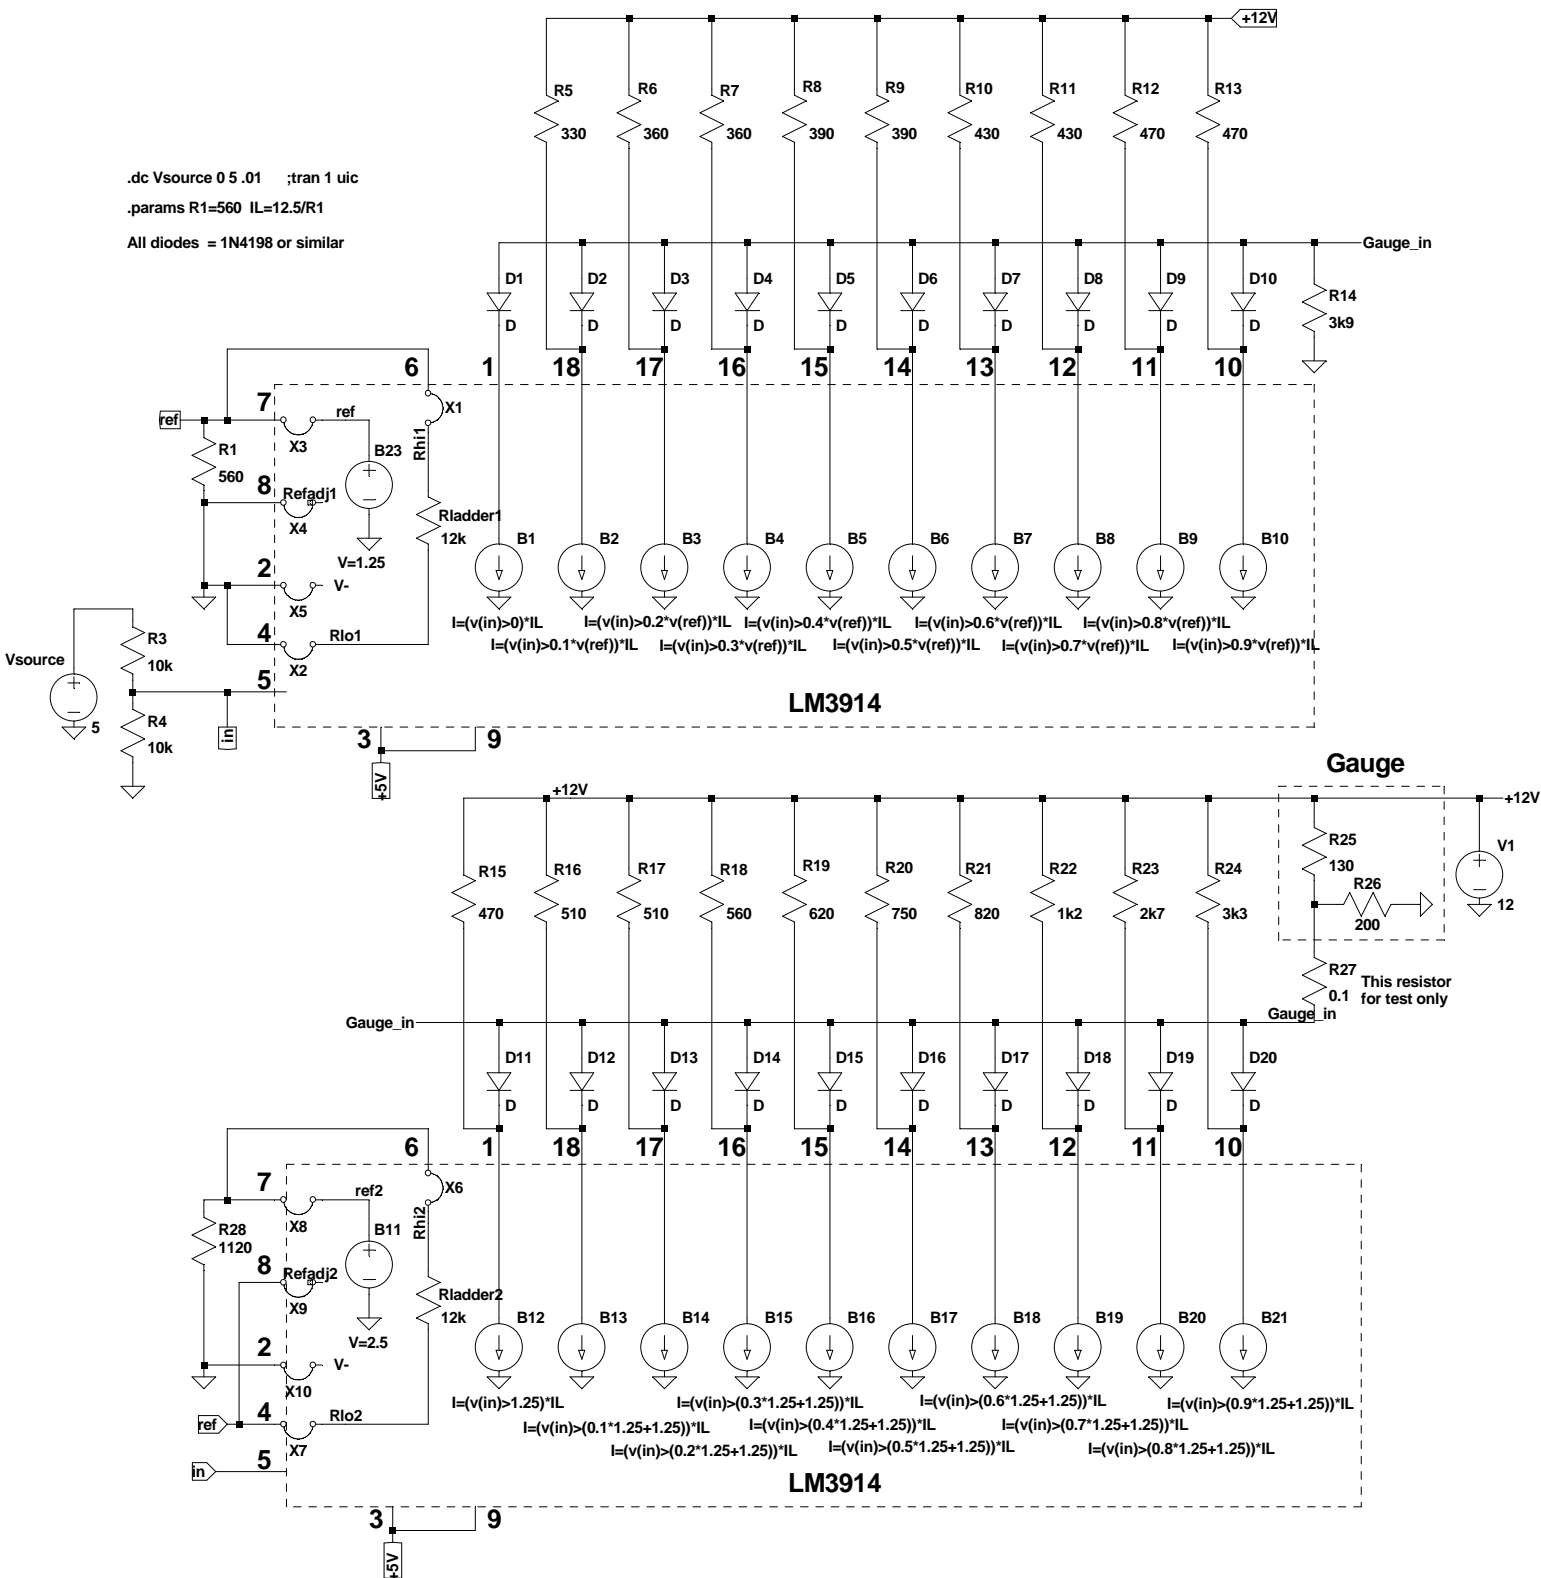 +12V
R5
330
R6
360
R7
360
R8
390
R9
390
R10
430
R11
430
R12
470
R13
470
.dc Vsource 0 5 .01 ;tran 1 uic
.params R1=560 IL=12.5/R1
All diodes = 1N4198 or similar
Gauge_in
D1
D
D2
D
D3
D
D4
D
D5
D
D6
D
D7
D
D8
D
D9
D
D10
D
R14
3k9
6
1
18
17
16
15
14
13
12
11
10
ref
7
ref
X3
X1
Rhi1
R1
560
B23
8
Refadj1
X4
V=1.25
Rladder1
12k
B1
B2
B3
B4
B5
B6
B7
B8
B9
B10
2
V-
X5
4
Rlo1
X2
5
I=(v(in)>0)*IL
I=(v(in)>0.2*v(ref))*IL
I=(v(in)>0.4*v(ref))*IL
I=(v(in)>0.6*v(ref))*IL
I=(v(in)>0.8*v(ref))*IL
I=(v(in)>0.1*v(ref))*IL
I=(v(in)>0.3*v(ref))*IL
I=(v(in)>0.5*v(ref))*IL
I=(v(in)>0.7*v(ref))*IL
I=(v(in)>0.9*v(ref))*IL
Vsource
5
R3
10k
R4
10k
in
LM3914
3
9
+5V
Gauge
+12V
+12V
R15
470
R16
510
R17
510
R18
560
R19
620
R20
750
R21
820
R22
1k2
R23
2k7
R24
3k3
R25
130
R26
200
V1
12
R27
0.1
This resistor
for test only
Gauge_in
Gauge_in
D11
D
D12
D
D13
D
D14
D
D15
D
D16
D
D17
D
D18
D
D19
D
D20
D
6
1
18
17
16
15
14
13
12
11
10
7
ref2
X8
X6
Rhi2
R28
1120
B11
8
Refadj2
X9
V=2.5
Rladder2
12k
B12
B13
B14
B15
B16
B17
B18
B19
B20
B21
2
V-
X10
ref
4
Rlo2
X7
in
5
I=(v(in)>1.25)*IL
I=(v(in)>(0.3*1.25+1.25))*IL
I=(v(in)>(0.6*1.25+1.25))*IL
I=(v(in)>(0.9*1.25+1.25))*IL
I=(v(in)>(0.1*1.25+1.25))*IL
I=(v(in)>(0.4*1.25+1.25))*IL
I=(v(in)>(0.7*1.25+1.25))*IL
I=(v(in)>(0.2*1.25+1.25))*IL
I=(v(in)>(0.5*1.25+1.25))*IL
I=(v(in)>(0.8*1.25+1.25))*IL
LM3914
3
9
+5V